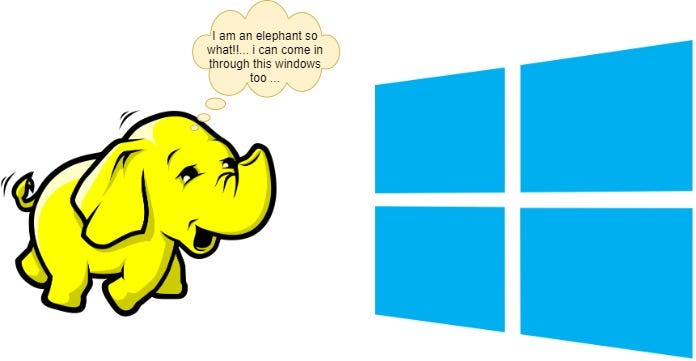 I am an elephant so
what!!... i can come in
through this windows
too ...